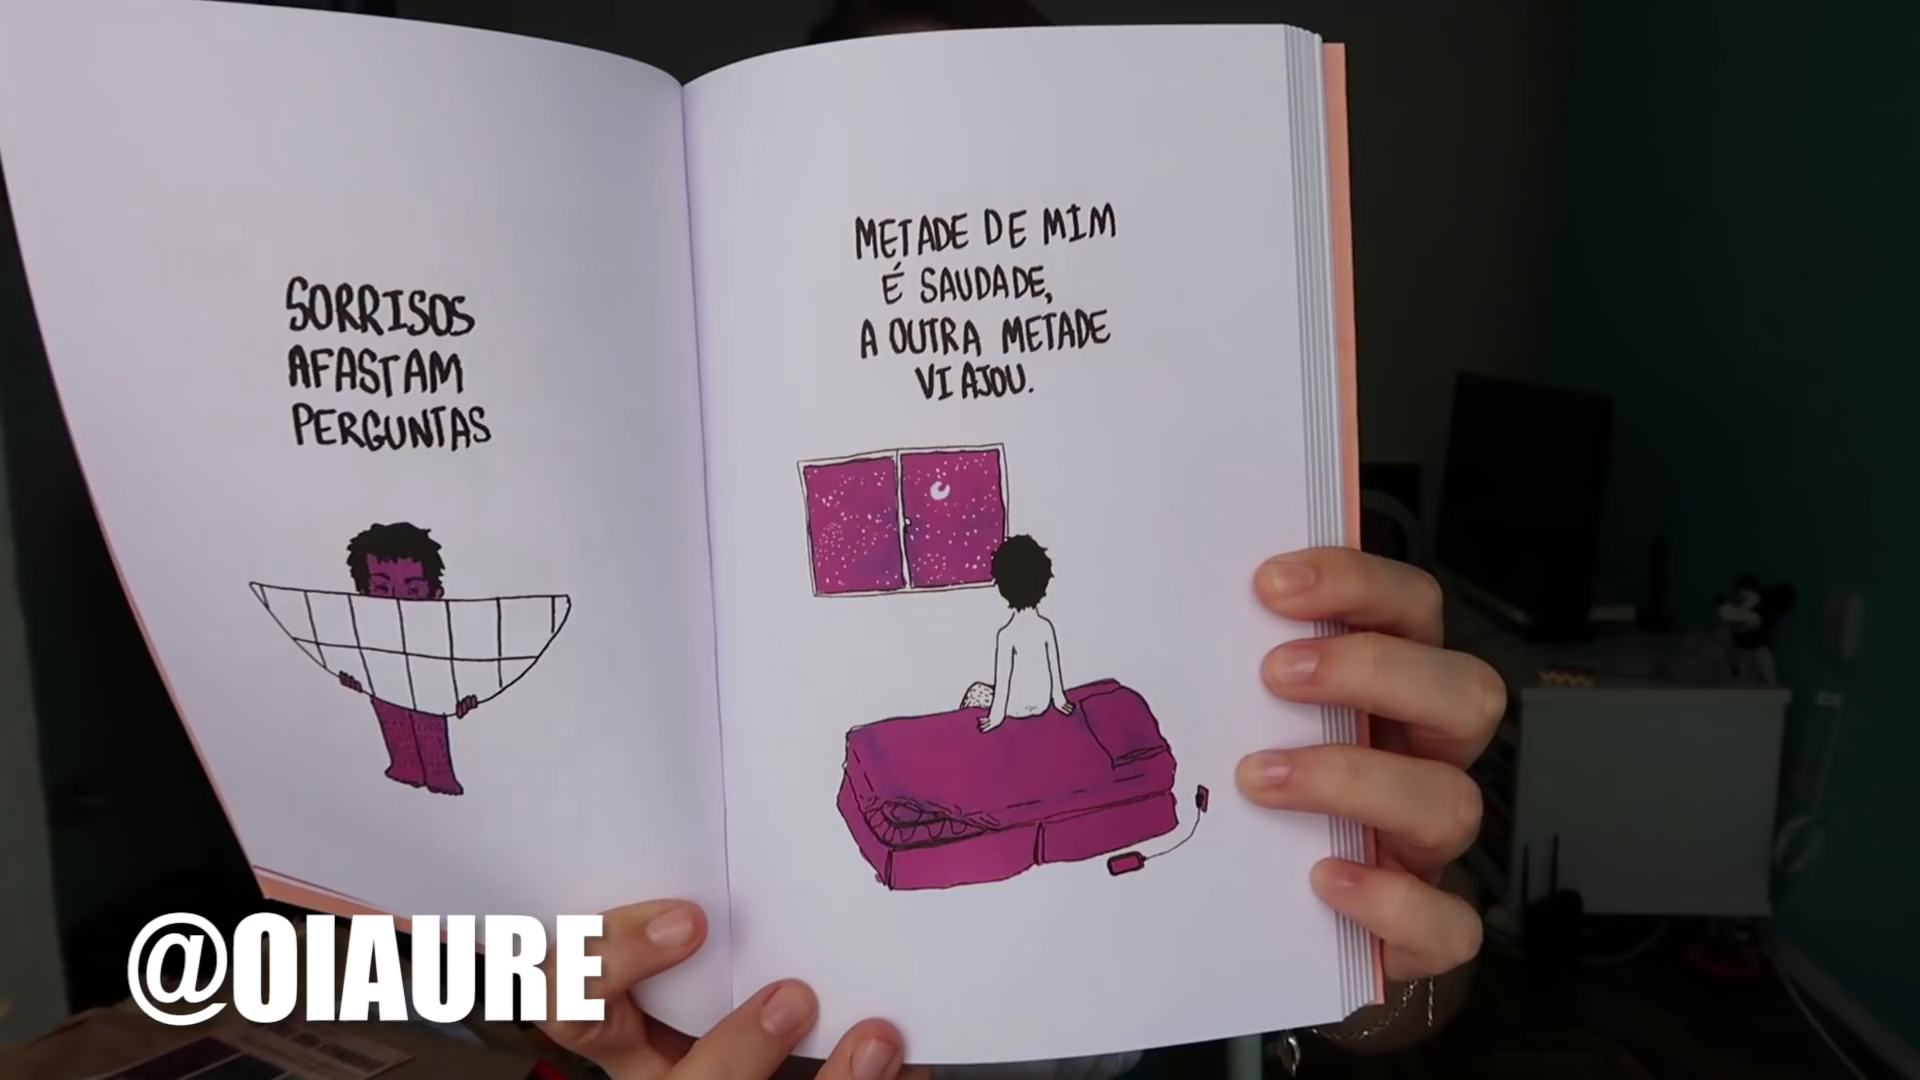 SORRISOS
AFASTAM
PERGUNTAS
METADE DE MIM
É SAUDADE,
A OUTRA METADE
VIAJOU.
@OIAURE